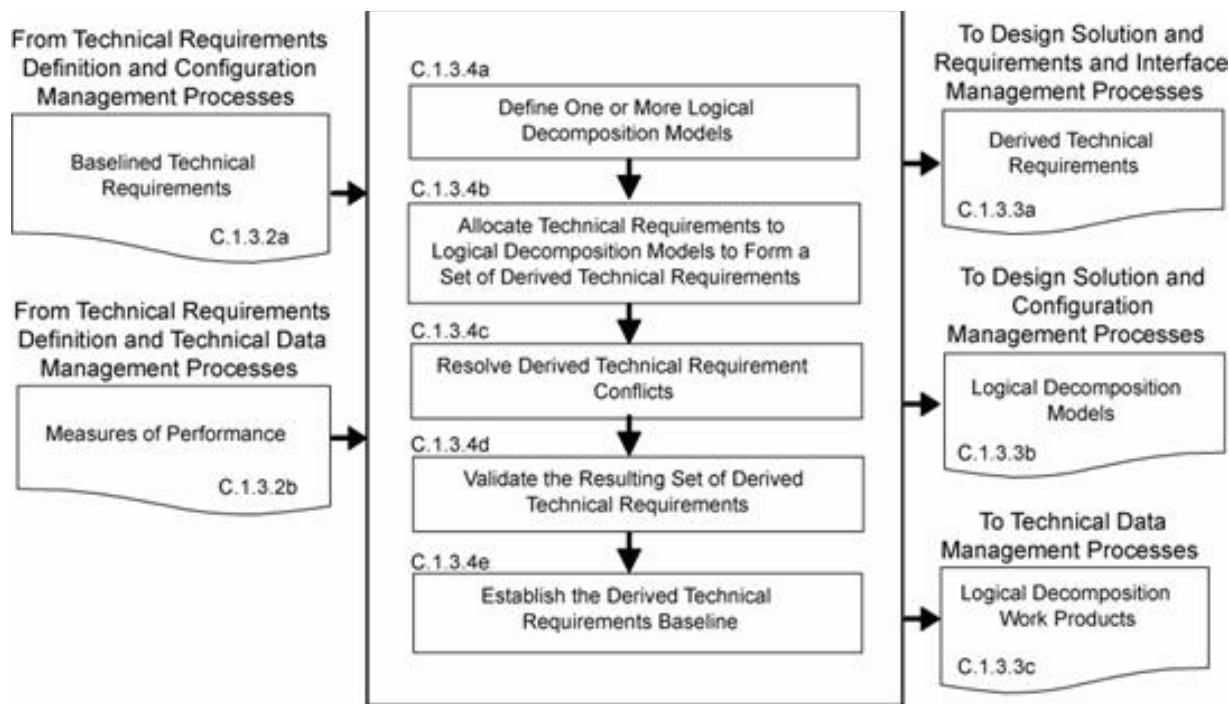 From Technical Requirements
Definition and Configuration
Management Processes
Baselined Technical
Requirements
C.1.3.2a
From Technical Requirements
Definition and Technical Data
Management Processes
Measures of Performance
C.1.3.2b
C.1.3.4a
Define One or More Logical
Decomposition Models
C.1.3.4b
Allocate Technical Requirements to
Logical Decomposition Models to Form a
Set of Derived Technical Requirements
C.1.3.4c
Resolve Derived Technical Requirement
Conflicts
C.1.3.4d
Validate the Resulting Set of Derived
Technical Requirements
C.1.3.4e
Establish the Derived Technical
Requirements Baseline
To Design Solution and
Requirements and Interface
Management Processes
Derived Technical
Requirements
C.1.3.3a
To Design Solution and
Configuration
Management Processes
Logical Decomposition
Models
C.1.3.3b
To Technical Data
Management Processes
Logical Decomposition
Work Products
C.1.3.3c